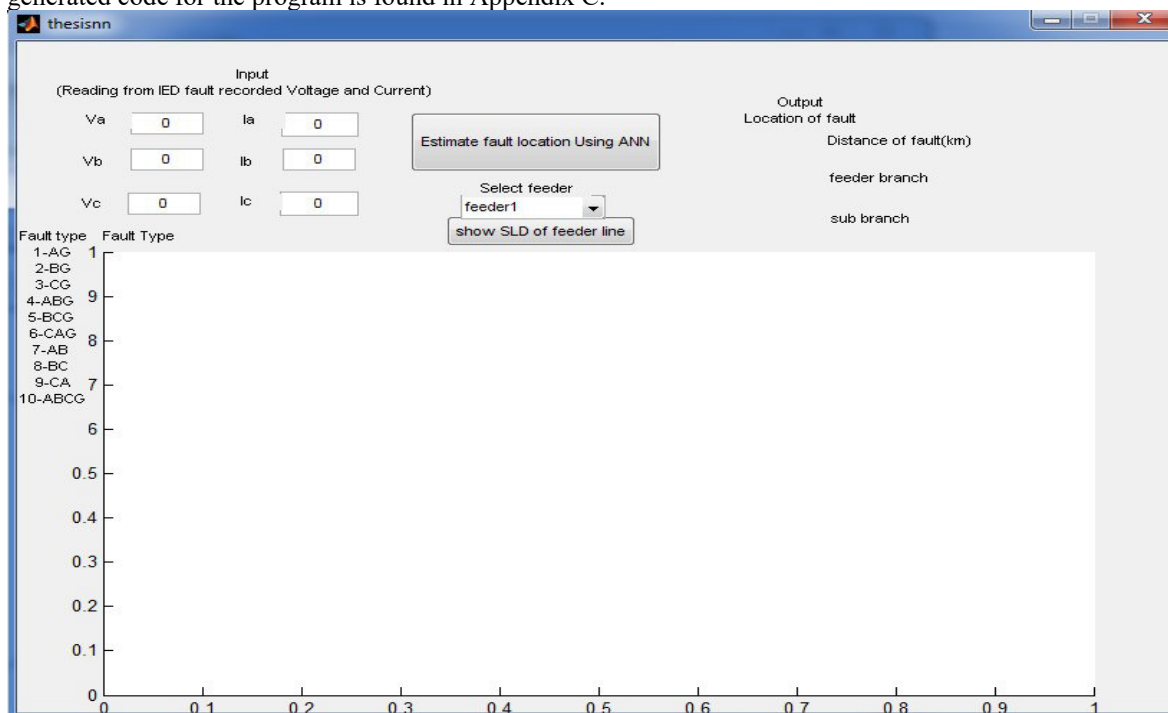 generated code for the program is found in Appendix C.
thesisnn
Input
(Reading from IED fault recorded Voltage and Current)
Va 0 Ia 0
Vb 0 Ib 0
Vc 0 Ic 0
Estimate fault location Using ANN
Select feeder
feeder1
show SLD of feeder line
Output
Location of fault
Distance of fault(km)
feeder branch
sub branch
Fault type Fault Type
1-AG
2-BG
3-CG
4-ABG
5-BCG
6-CAG
7-AB
8-BC
9-CA
10-ABCG
1
9
8
7
6
0.5
0.4
0.3
0.2
0.1
0
0 0.1 0.2 0.3 0.4 0.5 0.6 0.7 0.8 0.9 1